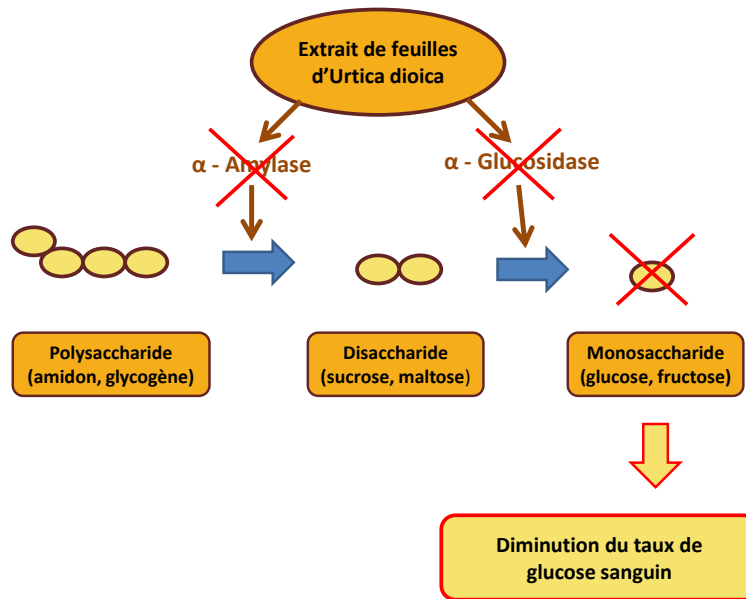 Extrait de feuilles
d'Urtica dioica
α - Amylase
α - Glucosidase
Polysaccharide
(amidon, glycogène)
Disaccharide
(sucrose, maltose)
Monosaccharide
(glucose, fructose)
Diminution du taux de
glucose sanguin